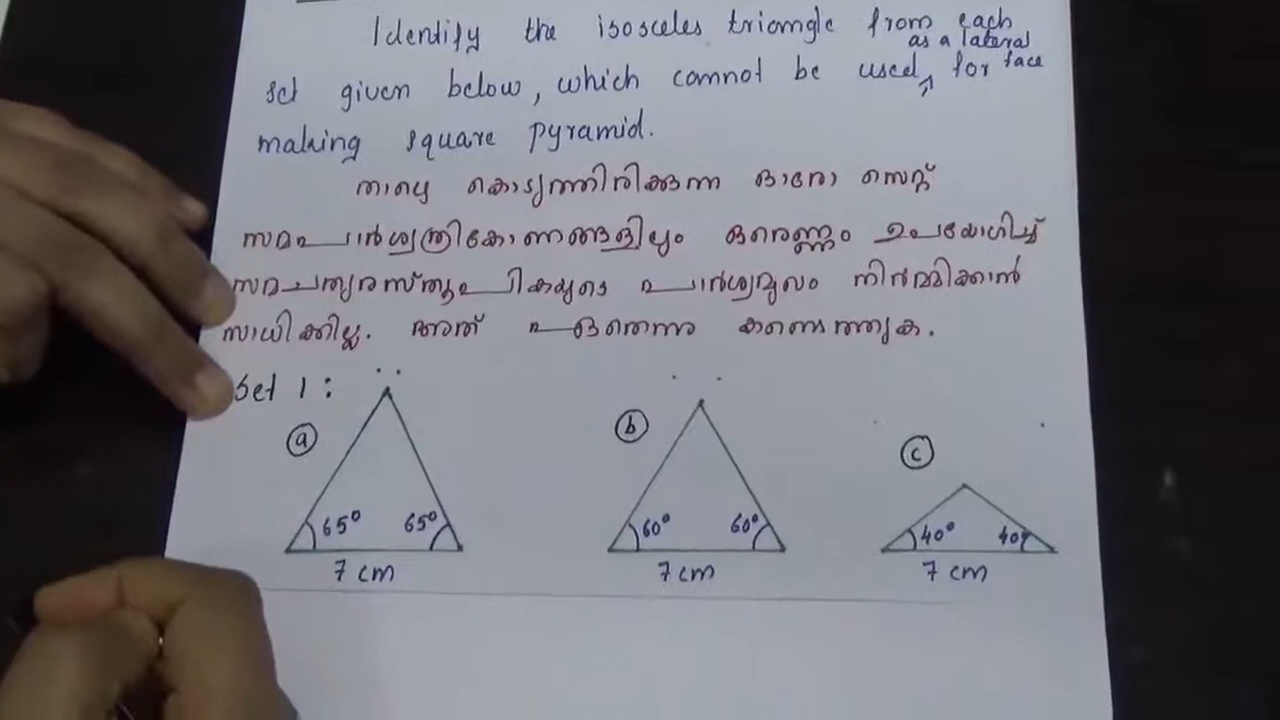 Identify the isosceles triangle from each
as a lateral
set given below, which cannot be used, for face
making square pyramid.
താഴെ കൊടുത്തിരിക്കുന്ന ഓരോ സെറ്റ്
സമപാർശ്വത്രികോണങ്ങളിലും ഒരെണ്ണം ഉപയോഗിച്ച്
സമചതുരസ്തൂപികയുടെ പാർശ്വമുഖം നിർമ്മിക്കാൻ
സാധിക്കില്ല. അത് ഏതെന്നു കണ്ടെത്തുക.
Set 1 :
a b c
65° 65° 60° 60° 40° 40°
7 cm 7 cm 7 cm